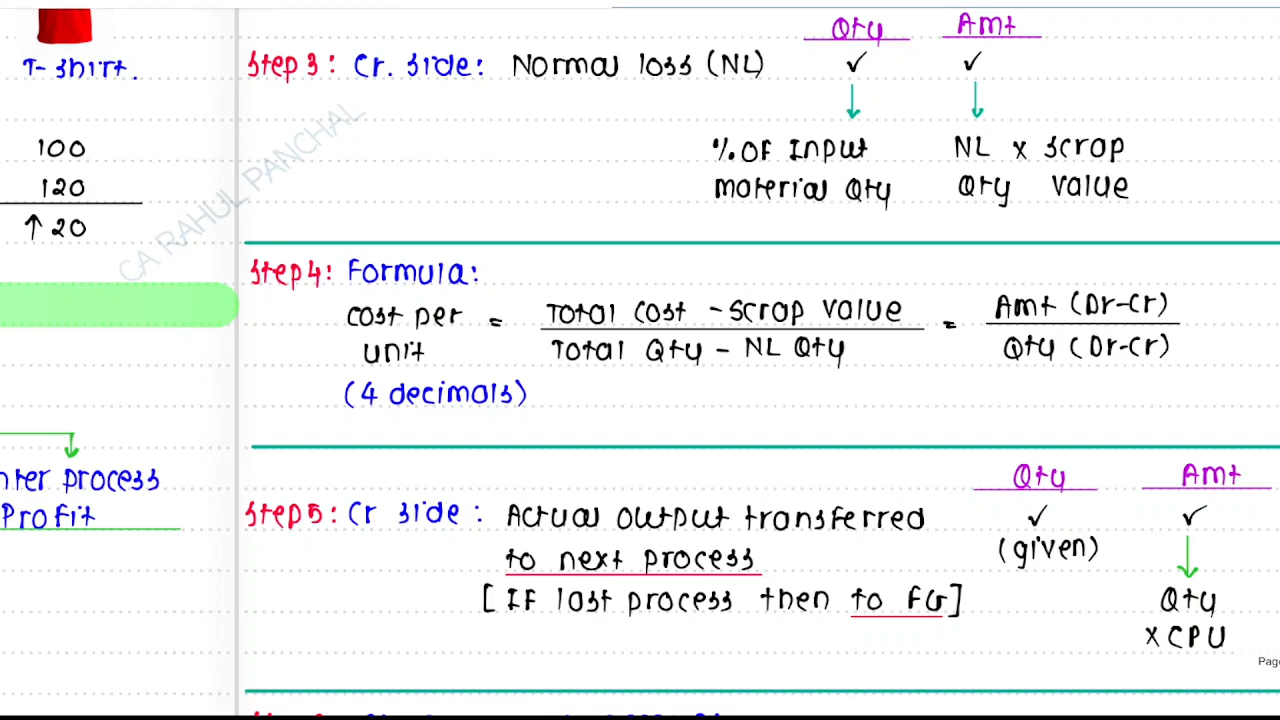 T-shirt.
100
120
↑ 20
nter process
Profit
CA RAHUL PANCHAL
Qty Amt
Step 3: Cr. side: Normal loss (NL) ✓ ✓
% of Input NL x scrap
material Qty Qty value
Step 4: Formula:
cost per unit = Total cost - scrap value / Total Qty - NL Qty = Amt (Dr-Cr) / Qty (Dr-Cr)
(4 decimals)
Qty Amt
Step 5: Cr side: Actual output transferred ✓ ✓
to next process (given)
[If last process then to FG] Qty
x CPU
Page